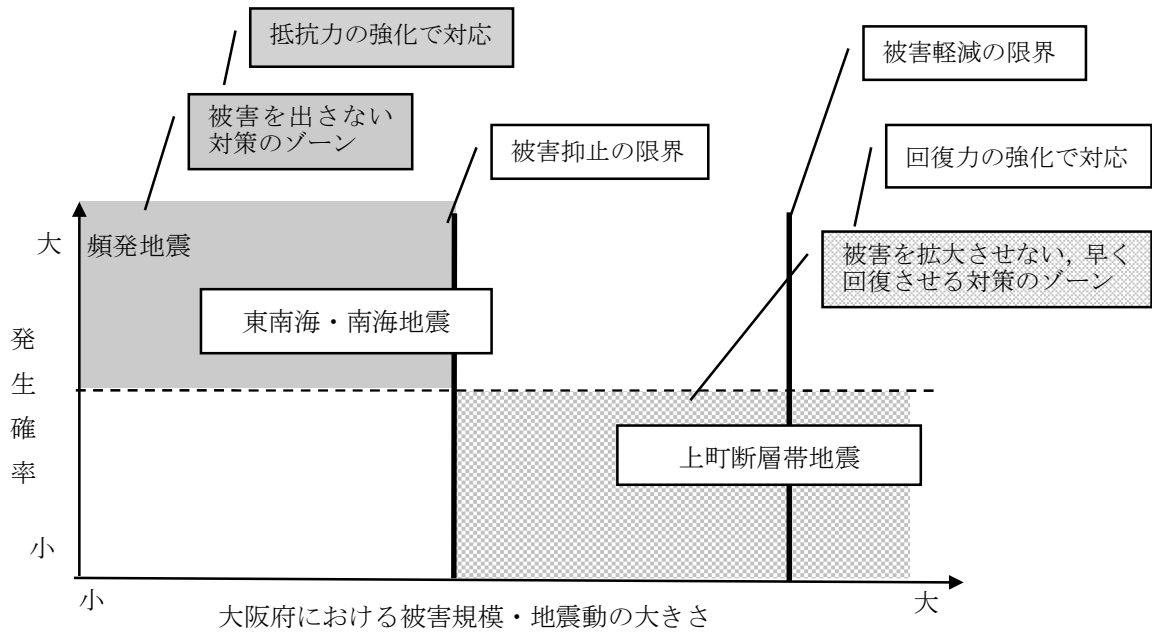 抵抗力の強化で対応
被害軽減の限界
被害を出さない
対策のゾーン
被害抑止の限界
回復力の強化で対応
大
頻発地震
被害を拡大させない, 早く
回復させる対策のゾーン
東南海・南海地震
発生確率
上町断層帯地震
小
小
大阪府における被害規模・地震動の大きさ
大